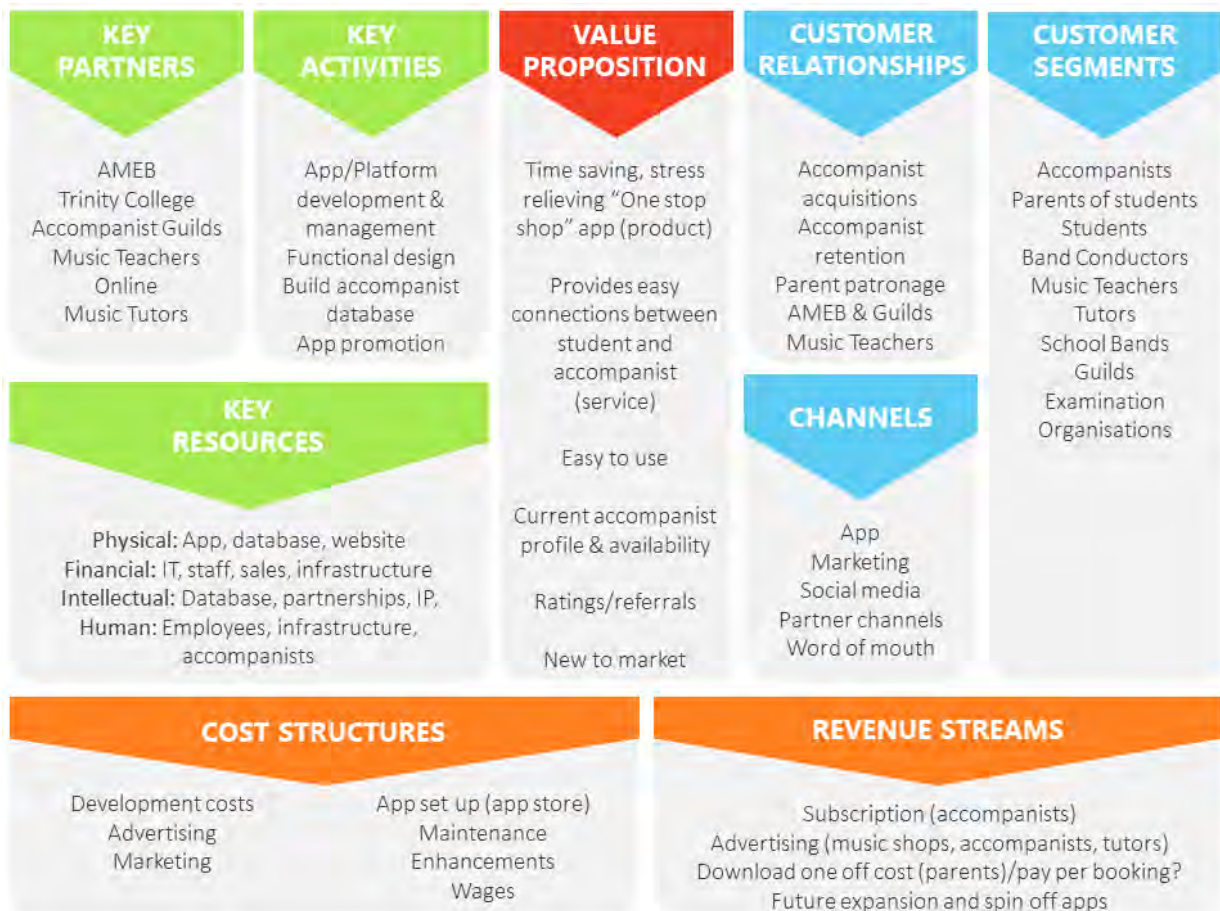 KEY
PARTNERS
AMEB
Trinity College
Accompanist Guilds
Music Teachers
Online
Music Tutors
KEY
ACTIVITIES
App/Platform
development &
management
Functional design
Build accompanist
database
App promotion
KEY
RESOURCES
Physical: App, database, website
Financial: IT, staff, sales, infrastructure
Intellectual: Database, partnerships, IP,
Human: Employees, infrastructure,
accompanists
VALUE
PROPOSITION
Time saving, stress
relieving “One stop
shop” app (product)
Provides easy
connections between
student and
accompanist
(service)
Easy to use
Current accompanist
profile & availability
Ratings/referrals
New to market
CUSTOMER
RELATIONSHIPS
Accompanist
acquisitions
Accompanist
retention
Parent patronage
AMEB & Guilds
Music Teachers
CHANNELS
App
Marketing
Social media
Partner channels
Word of mouth
CUSTOMER
SEGMENTS
Accompanists
Parents of students
Students
Band Conductors
Music Teachers
Tutors
School Bands
Guilds
Examination
Organisations
COST STRUCTURES
Development costs
Advertising
Marketing
App set up (app store)
Maintenance
Enhancements
Wages
REVENUE STREAMS
Subscription (accompanists)
Advertising (music shops, accompanists, tutors)
Download one off cost (parents)/pay per booking?
Future expansion and spin off apps